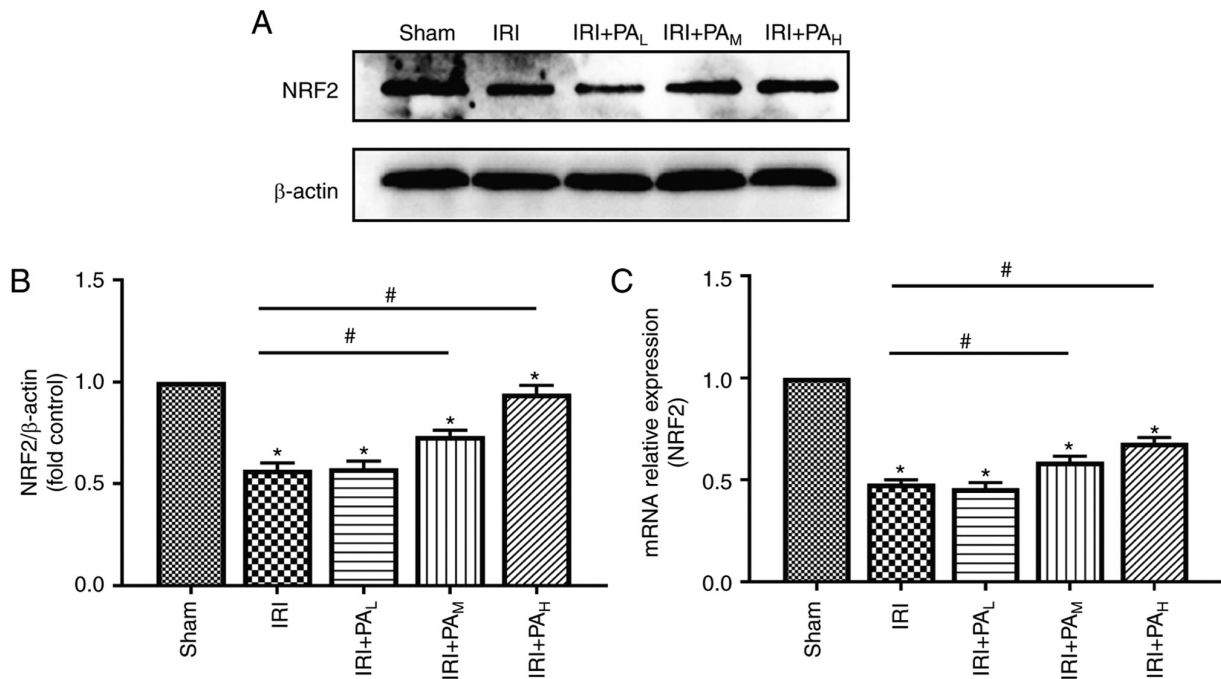 A
Sham IRI IRI+PAL IRI+PAM IRI+PAH
NRF2
β-actin
B
NRF2/β-actin
(fold control)
1.5
1.0
0.5
0.0
#
#
* * * *
Sham IRI IRI+PAL IRI+PAM IRI+PAH
C
mRNA relative expression
(NRF2)
1.5
1.0
0.5
0.0
#
#
* * * *
Sham IRI IRI+PAL IRI+PAM IRI+PAH